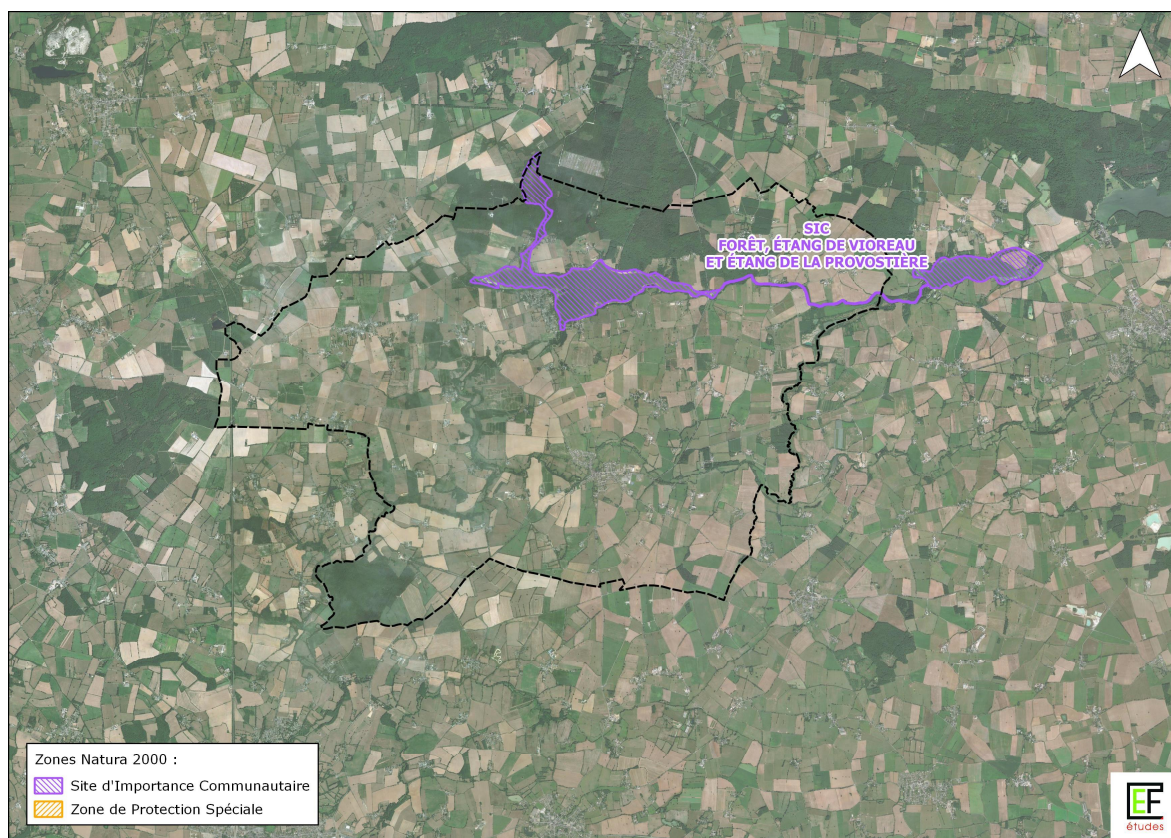 SIC
FORÊT, ÉTANG DE VIOREAU
ET ÉTANG DE LA PROVOSTIÈRE
Zones Natura 2000 :
Site d'Importance Communautaire
Zone de Protection Spéciale
EF
études